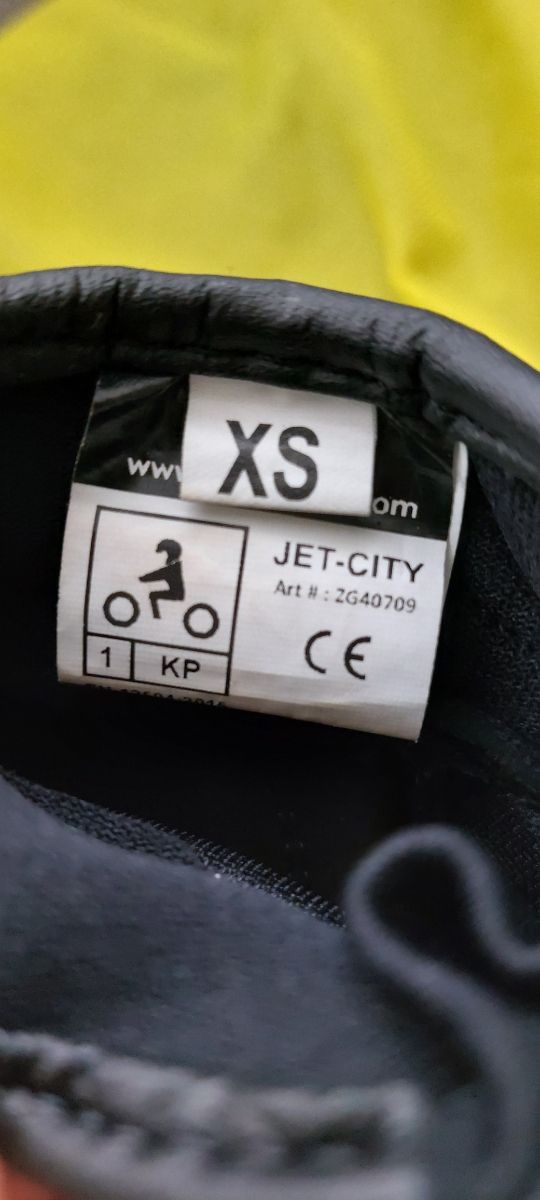 XS
www
om
JET-CITY
Art # : ZG40709
CE
1 KP